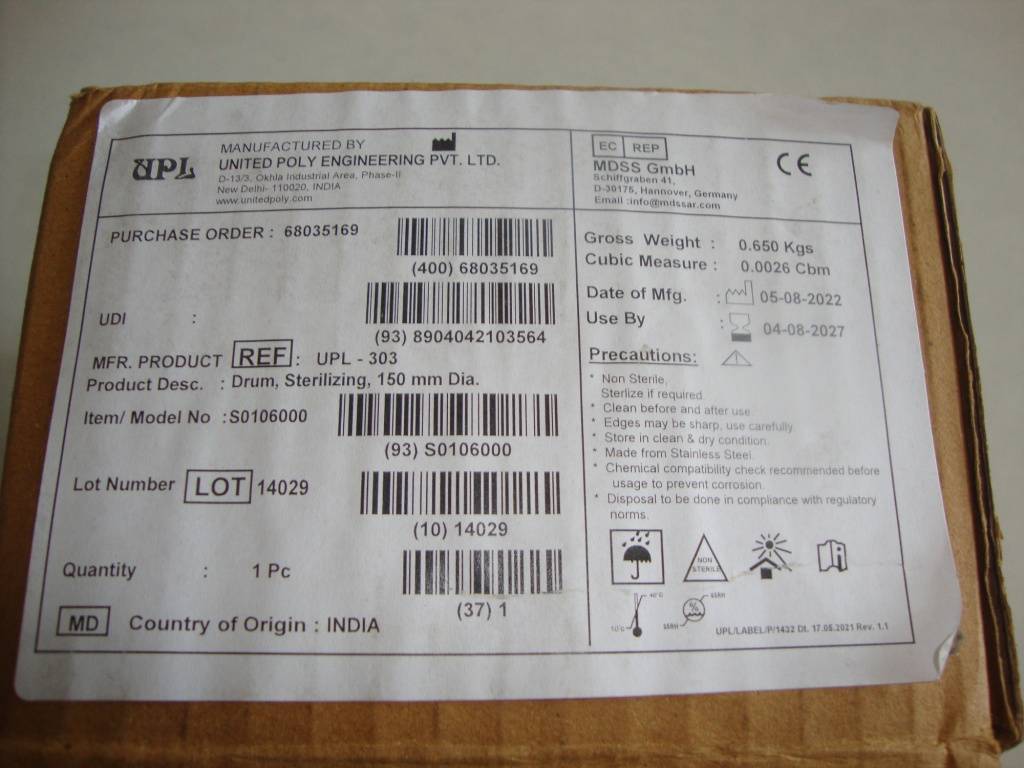 UPL
MANUFACTURED BY
UNITED POLY ENGINEERING PVT. LTD.
D-13/3, Okhla Industrial Area, Phase-II
New Delhi- 110020, INDIA
www.unitedpoly.com
EC REP
MDSS GmbH
Schiffgraben 41,
D-30175, Hannover, Germany
Email :info@mdssar.com
CE
PURCHASE ORDER : 68035169
(400) 68035169
UDI :
(93) 8904042103564
MFR. PRODUCT REF : UPL - 303
Product Desc. : Drum, Sterilizing, 150 mm Dia.
Item/ Model No : S0106000
(93) S0106000
Lot Number LOT 14029
(10) 14029
Quantity : 1 Pc
(37) 1
MD Country of Origin : INDIA
Gross Weight : 0.650 Kgs
Cubic Measure : 0.0026 Cbm
Date of Mfg. : 05-08-2022
Use By : 04-08-2027
Precautions:
* Non Sterile,
Sterlize if required.
* Clean before and after use.
* Edges may be sharp, use carefully.
* Store in clean & dry condition.
* Made from Stainless Steel.
* Chemical compatibility check recommended before
usage to prevent corrosion.
* Disposal to be done in compliance with regulatory
norms.
NON
STERILE
%
UPL/LABEL/P/1432 Dt. 17.05.2021 Rev. 1.1